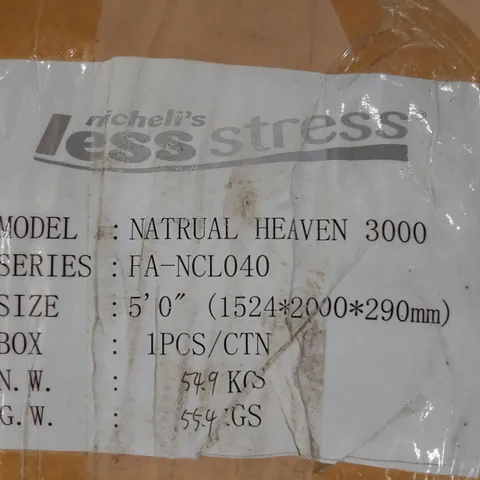 nicheli's
less stress
MODEL : NATRUAL HEAVEN 3000
SERIES : FA-NCL040
SIZE : 5'0" (1524*2000*290mm)
BOX : 1PCS/CTN
N.W. : 54.9 KGS
G.W. : 55.4 KGS